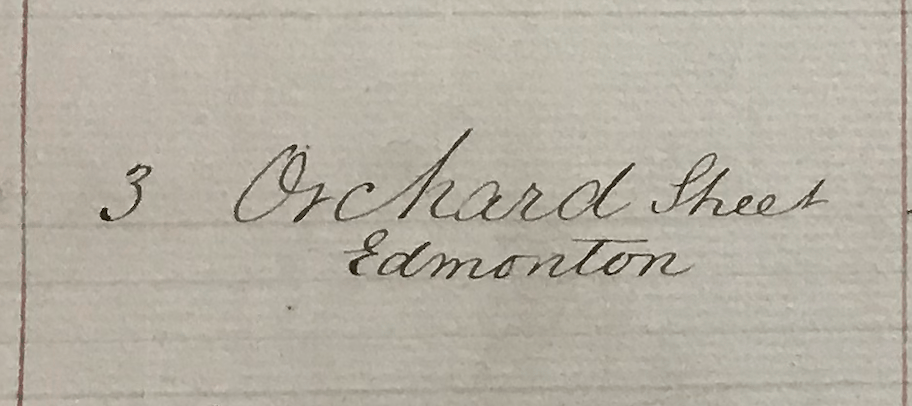 3 Orchard Street
Edmonton